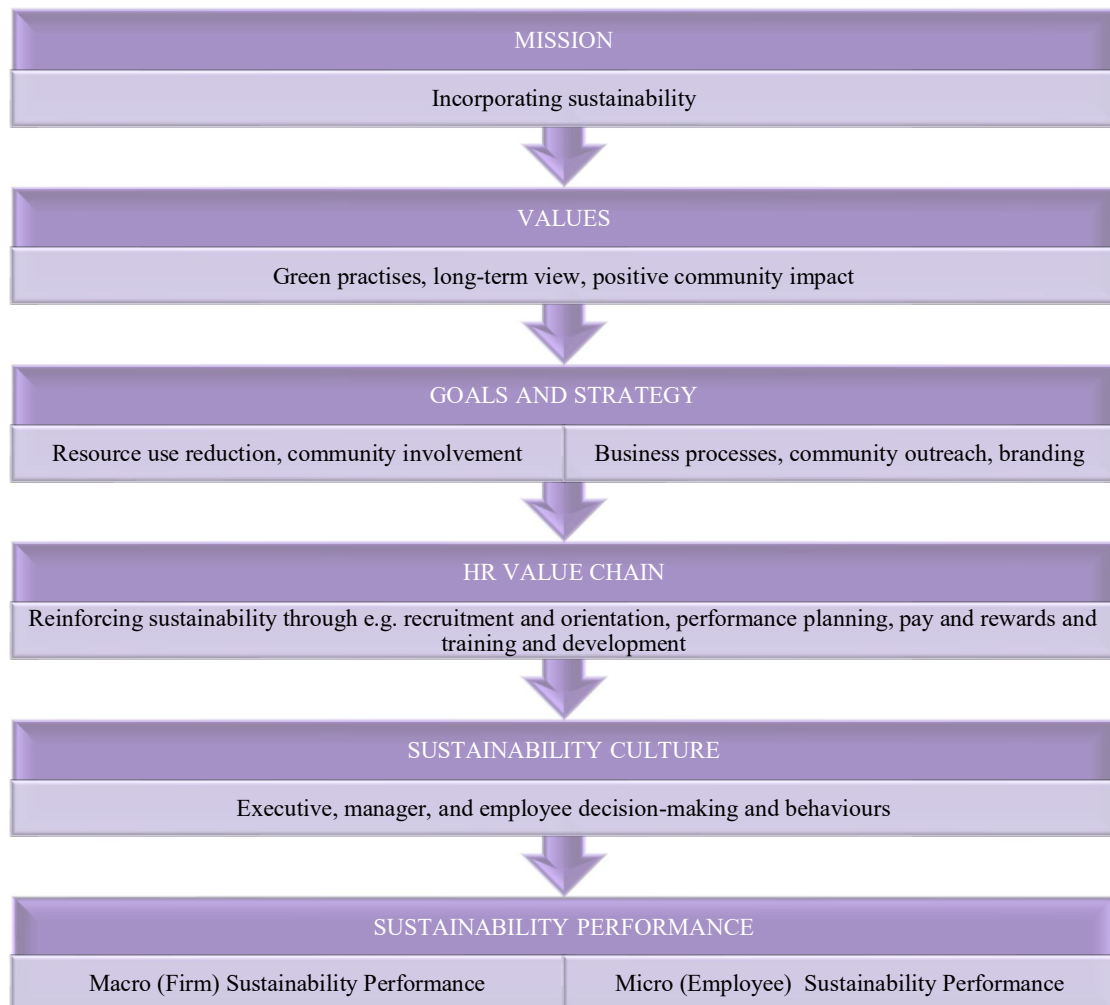 MISSION
Incorporating sustainability
VALUES
Green practises, long-term view, positive community impact
GOALS AND STRATEGY
Resource use reduction, community involvement
Business processes, community outreach, branding
HR VALUE CHAIN
Reinforcing sustainability through e.g. recruitment and orientation, performance planning, pay and rewards and
training and development
SUSTAINABILITY CULTURE
Executive, manager, and employee decision-making and behaviours
SUSTAINABILITY PERFORMANCE
Macro (Firm) Sustainability Performance
Micro (Employee) Sustainability Performance